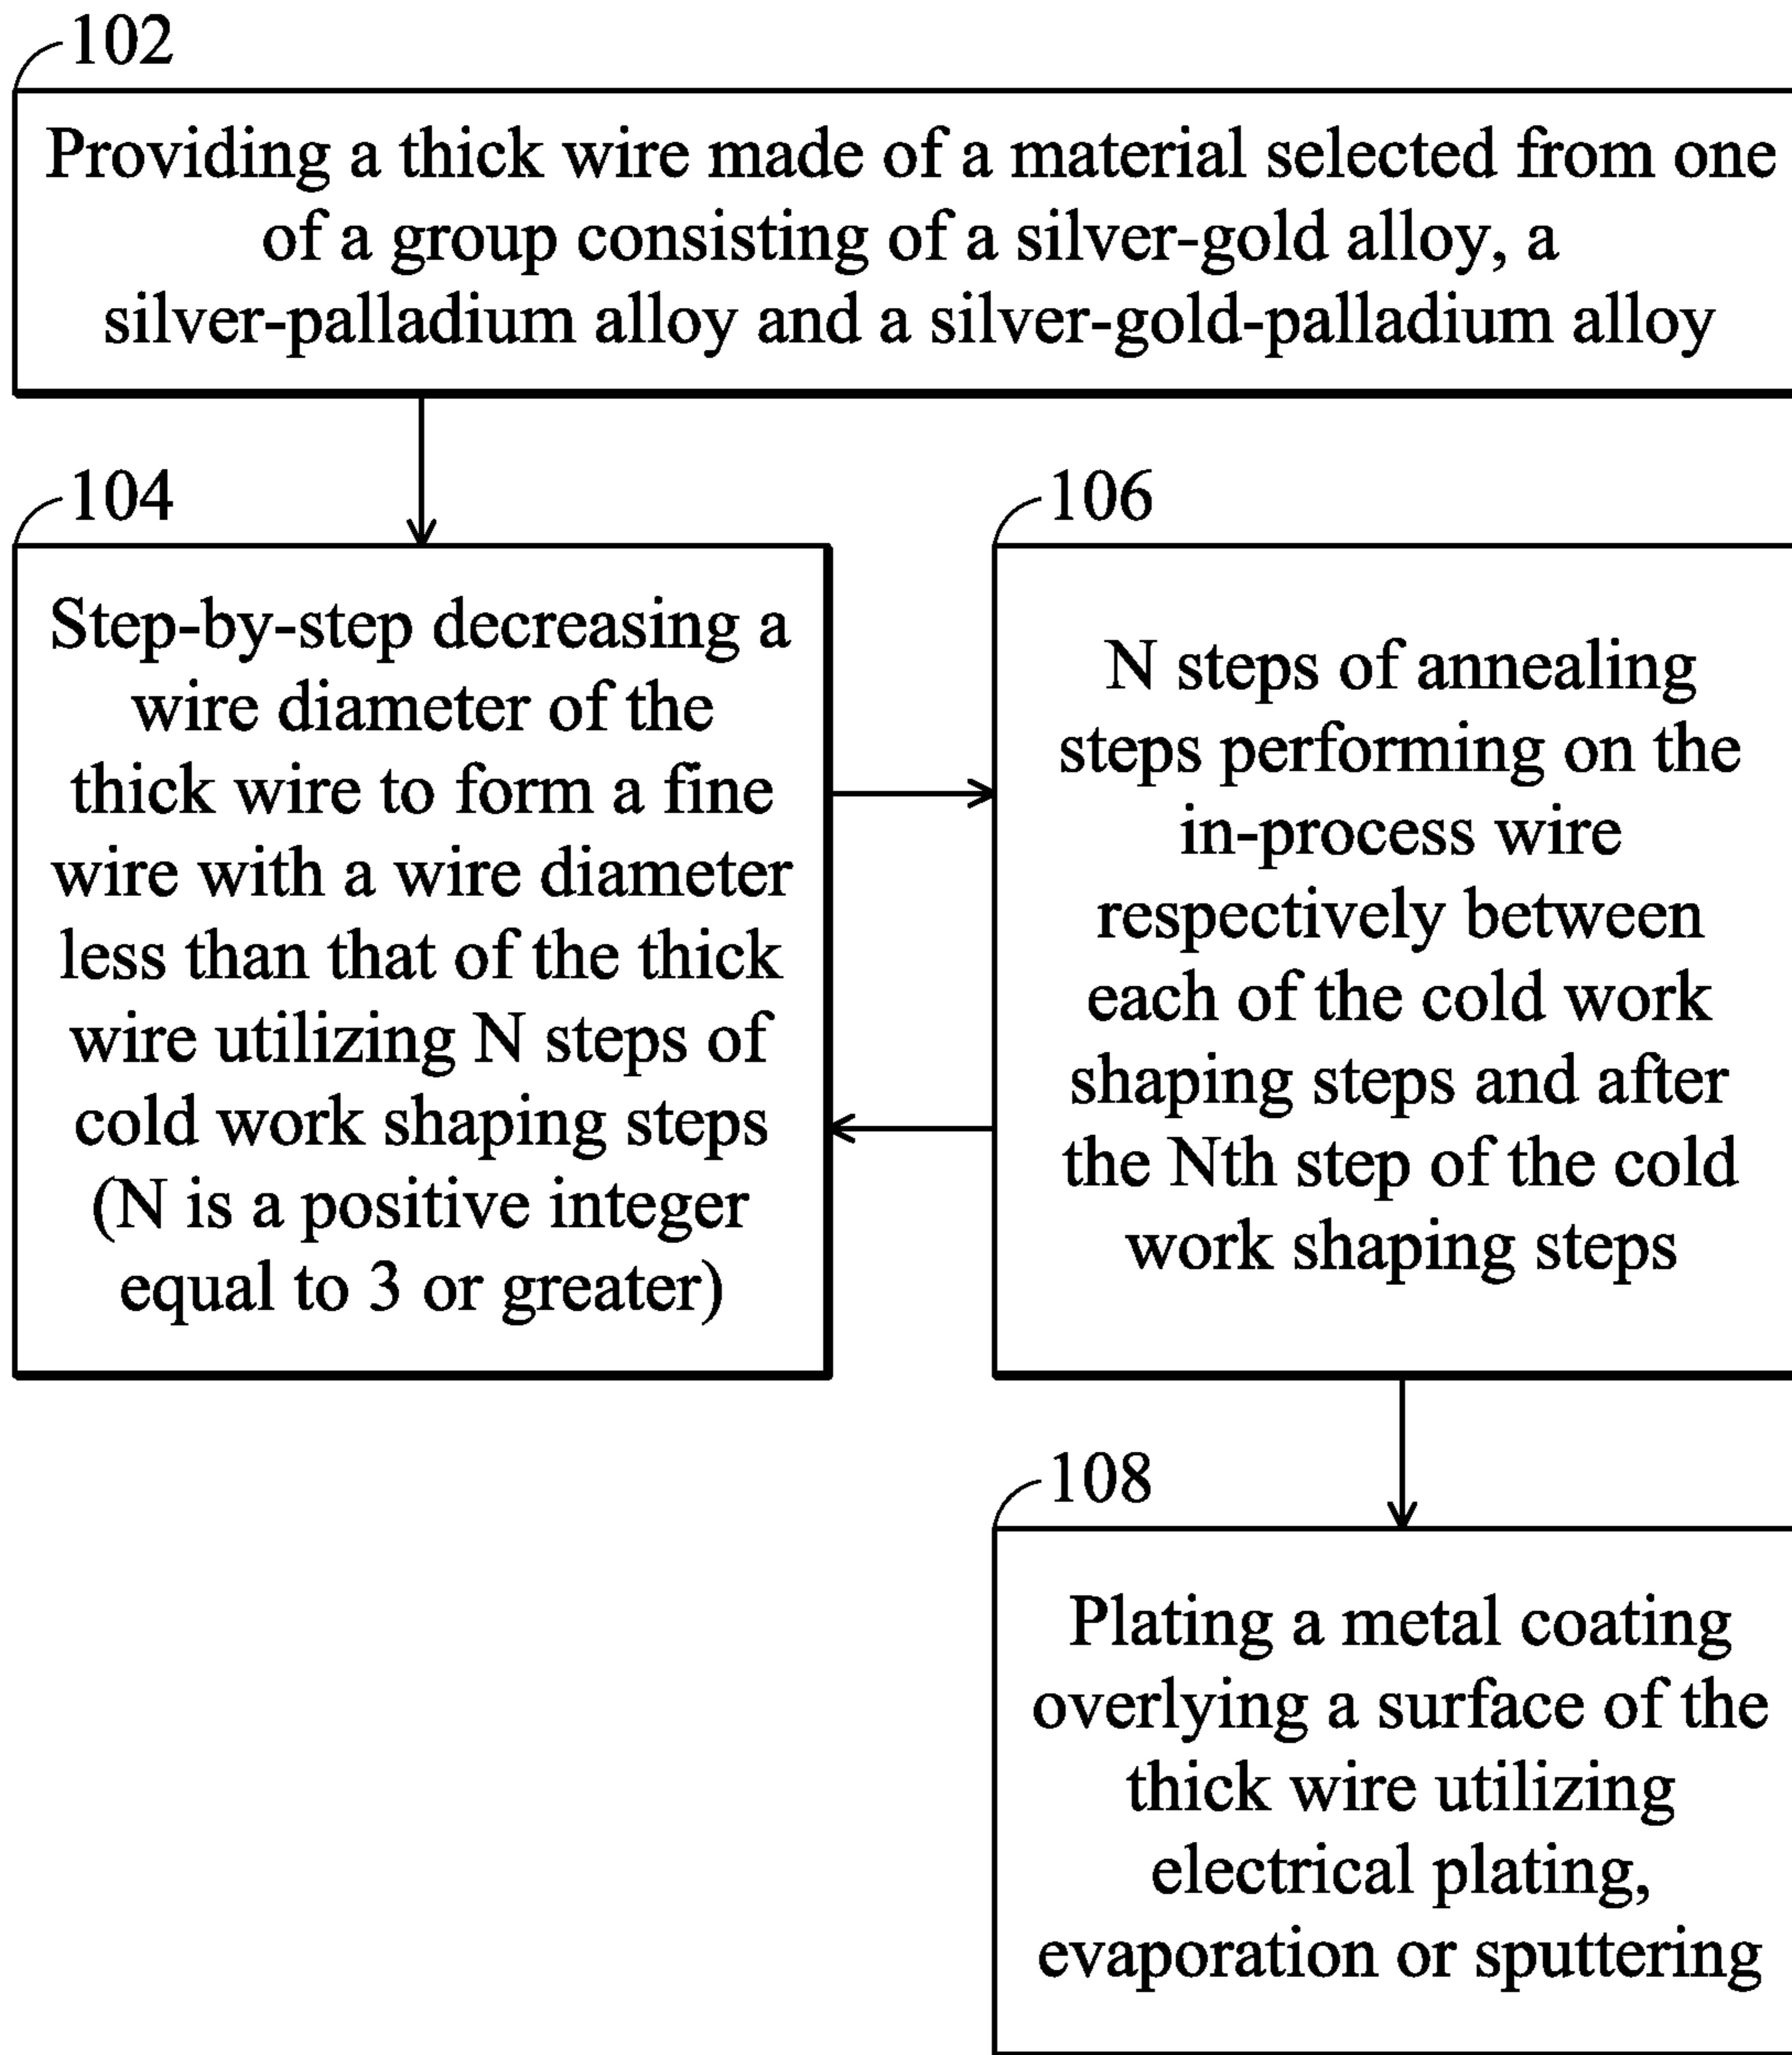 102
Providing a thick wire made of a material selected from one
of a group consisting of a silver-gold alloy, a
silver-palladium alloy and a silver-gold-palladium alloy
104
Step-by-step decreasing a
wire diameter of the
thick wire to form a fine
wire with a wire diameter
less than that of the thick
wire utilizing N steps of
cold work shaping steps
(N is a positive integer
equal to 3 or greater)
106
N steps of annealing
steps performing on the
in-process wire
respectively between
each of the cold work
shaping steps and after
the Nth step of the cold
work shaping steps
108
Plating a metal coating
overlying a surface of the
thick wire utilizing
electrical plating,
evaporation or sputtering